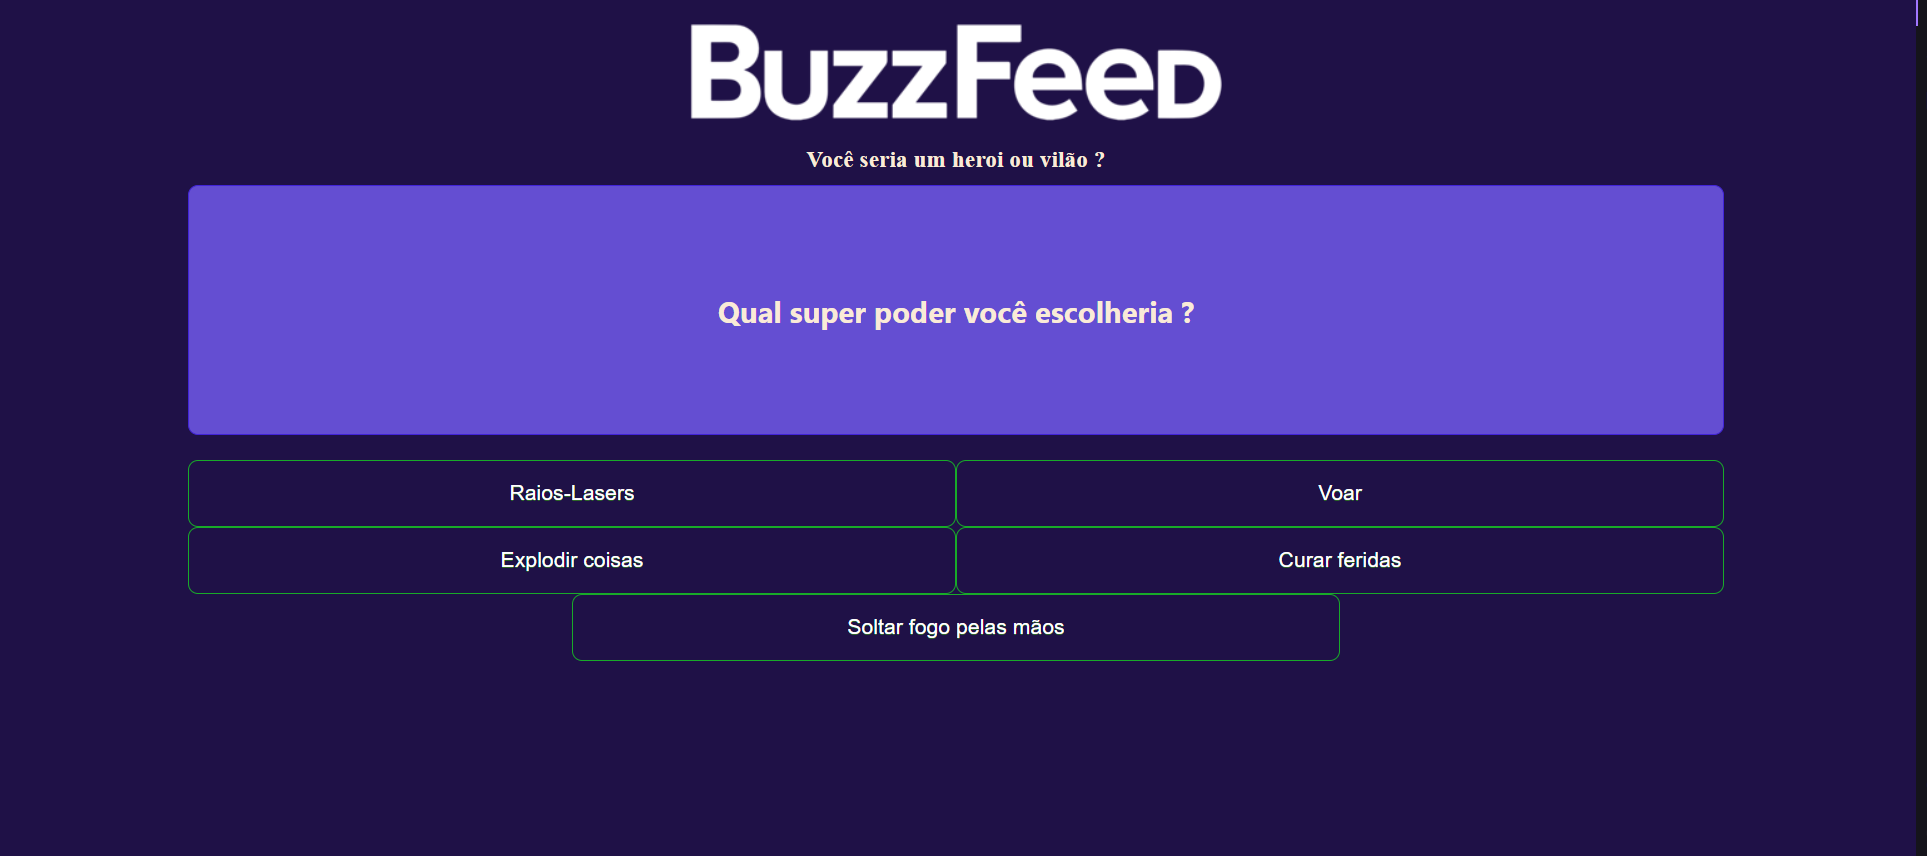 BuzzFeed
Você seria um heroi ou vilão ?
Qual super poder você escolheria ?
Raios-Lasers
Voar
Explodir coisas
Curar feridas
Soltar fogo pelas mãos